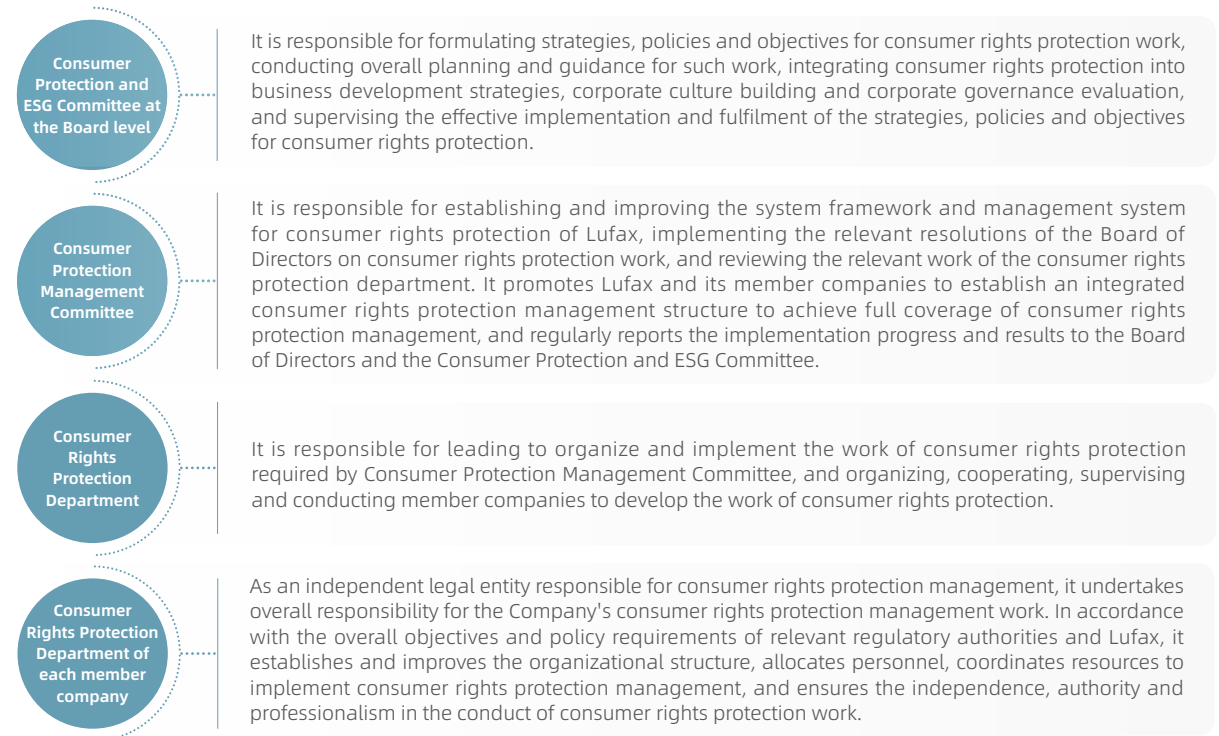 Consumer
Protection and
ESG Committee at
the Board level
It is responsible for formulating strategies, policies and objectives for consumer rights protection work,
conducting overall planning and guidance for such work, integrating consumer rights protection into
business development strategies, corporate culture building and corporate governance evaluation,
and supervising the effective implementation and fulfilment of the strategies, policies and objectives
for consumer rights protection.
Consumer
Protection
Management
Committee
It is responsible for establishing and improving the system framework and management system
for consumer rights protection of Lufax, implementing the relevant resolutions of the Board of
Directors on consumer rights protection work, and reviewing the relevant work of the consumer rights
protection department. It promotes Lufax and its member companies to establish an integrated
consumer rights protection management structure to achieve full coverage of consumer rights
protection management, and regularly reports the implementation progress and results to the Board
of Directors and the Consumer Protection and ESG Committee.
Consumer
Rights
Protection
Department
It is responsible for leading to organize and implement the work of consumer rights protection
required by Consumer Protection Management Committee, and organizing, cooperating, supervising
and conducting member companies to develop the work of consumer rights protection.
Consumer
Rights Protection
Department of
each member
company
As an independent legal entity responsible for consumer rights protection management, it undertakes
overall responsibility for the Company's consumer rights protection management work. In accordance
with the overall objectives and policy requirements of relevant regulatory authorities and Lufax, it
establishes and improves the organizational structure, allocates personnel, coordinates resources to
implement consumer rights protection management, and ensures the independence, authority and
professionalism in the conduct of consumer rights protection work.